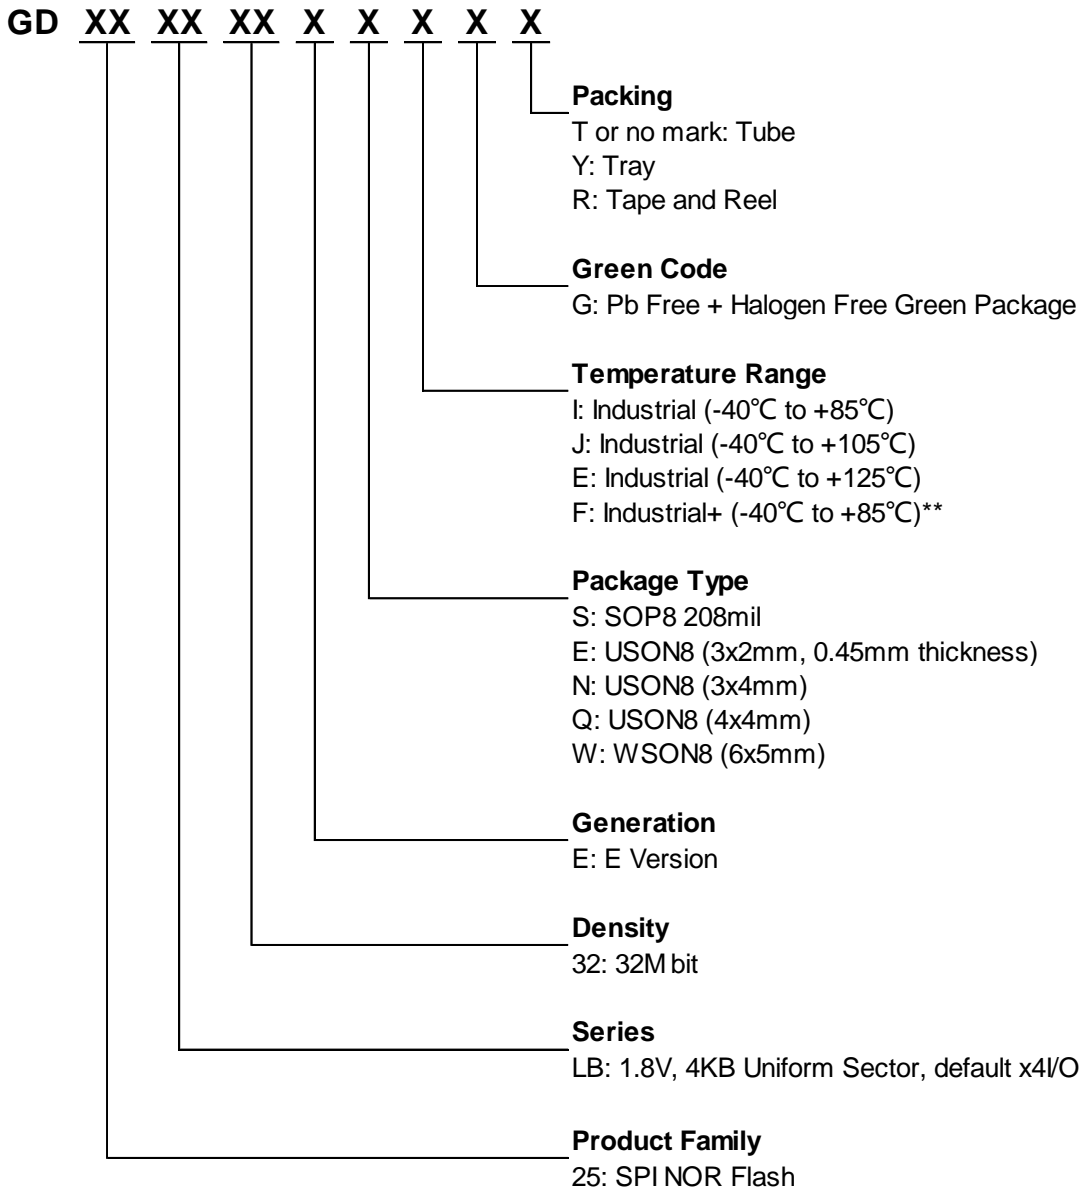 GD XX XX XX X X X X X
Packing
T or no mark: Tube
Y: Tray
R: Tape and Reel
Green Code
G: Pb Free + Halogen Free Green Package
Temperature Range
I: Industrial (-40℃ to +85℃)
J: Industrial (-40℃ to +105℃)
E: Industrial (-40℃ to +125℃)
F: Industrial+ (-40℃ to +85℃)**
Package Type
S: SOP8 208mil
E: USON8 (3x2mm, 0.45mm thickness)
N: USON8 (3x4mm)
Q: USON8 (4x4mm)
W: WSON8 (6x5mm)
Generation
E: E Version
Density
32: 32M bit
Series
LB: 1.8V, 4KB Uniform Sector, default x4I/O
Product Family
25: SPI NOR Flash